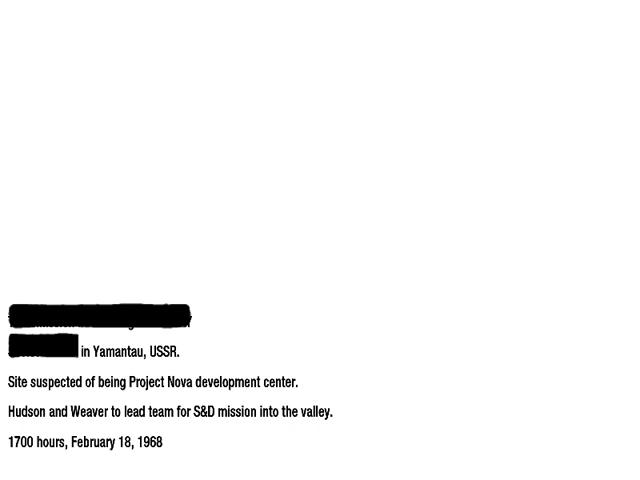 in Yamantau, USSR.
Site suspected of being Project Nova development center.
Hudson and Weaver to lead team for S&D mission into the valley.
1700 hours, February 18, 1968